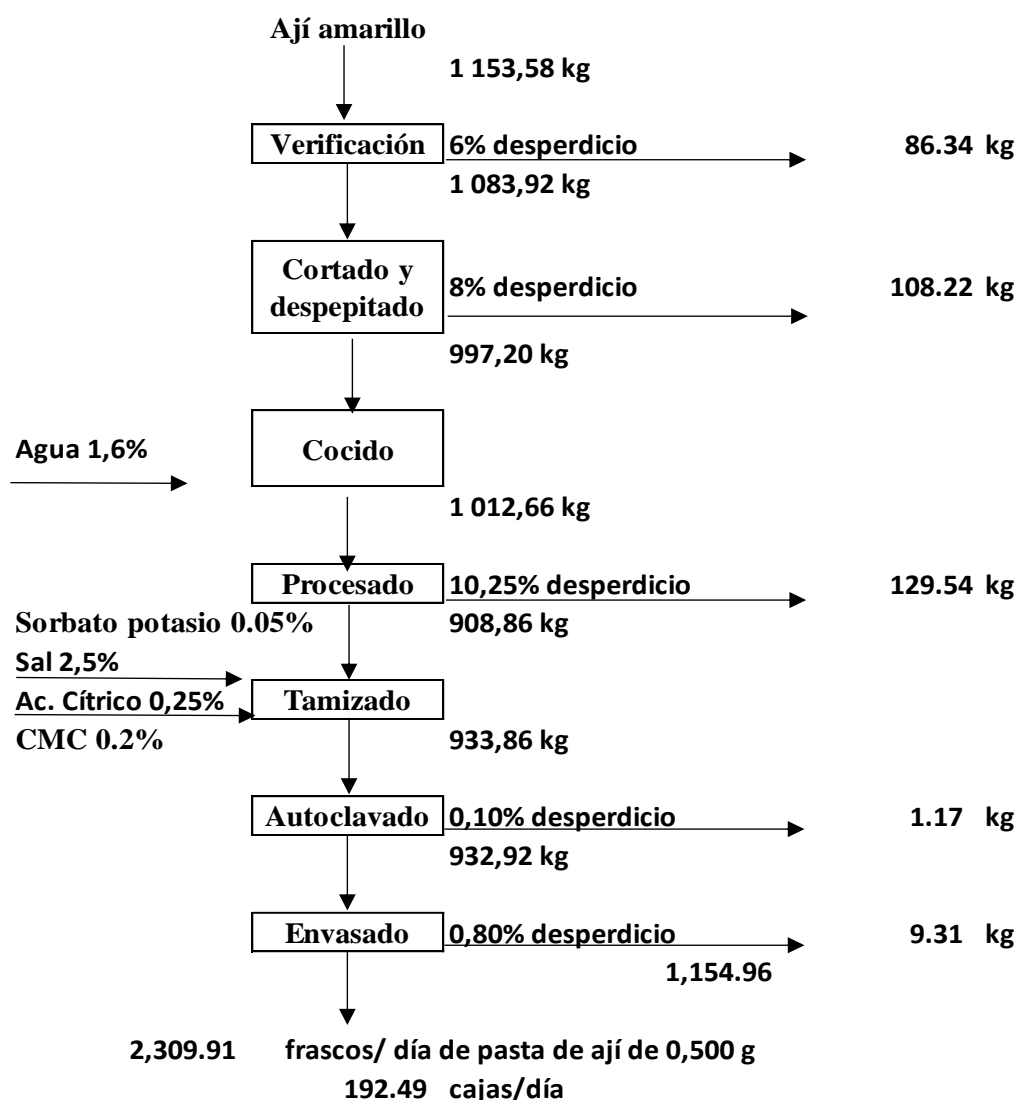 Ají amarillo
1 153,58 kg
Verificación 6% desperdicio 86.34 kg
1 083,92 kg
Cortado y
despepitado
8% desperdicio 108.22 kg
997,20 kg
Agua 1,6%
Cocido
1 012,66 kg
Procesado 10,25% desperdicio 129.54 kg
Sorbato potasio 0.05% 908,86 kg
Sal 2,5%
Ac. Cítrico 0,25% Tamizado
CMC 0.2% 933,86 kg
Autoclavado 0,10% desperdicio 1.17 kg
932,92 kg
Envasado 0,80% desperdicio 9.31 kg
1,154.96
2,309.91 frascos/ día de pasta de ají de 0,500 g
192.49 cajas/día